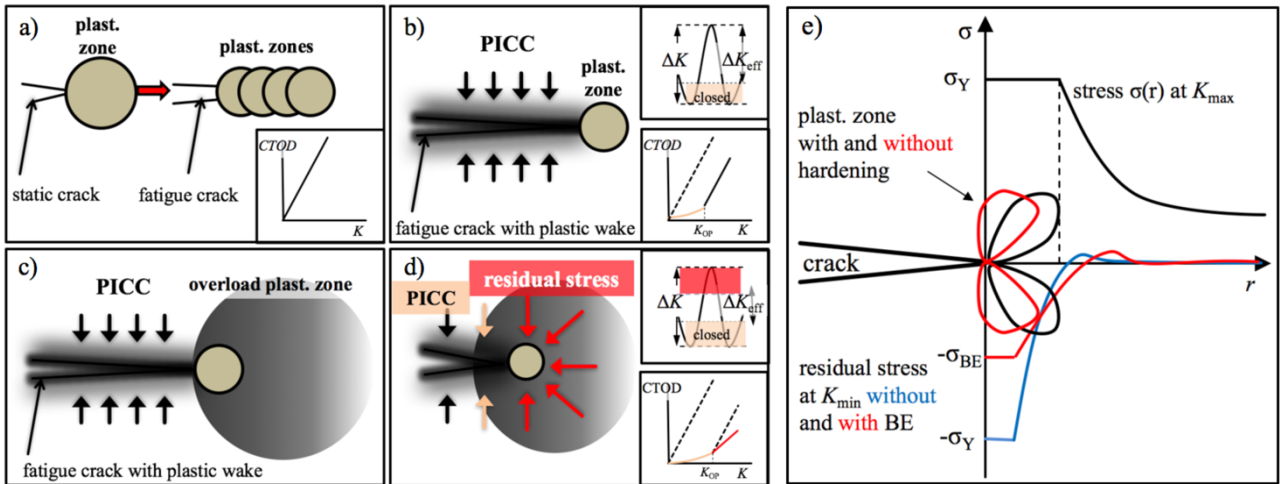 a)
plast.
zone
plast. zones
static crack
fatigue crack
CTOD
K
b)
PICC
plast.
zone
fatigue crack with plastic wake
ΔK
ΔKeff
closed
CTOD
KOP
K
c)
PICC
overload plast. zone
fatigue crack with plastic wake
d)
residual stress
PICC
ΔK
ΔKeff
closed
CTOD
KOP
K
e)
σ
σY
stress σ(r) at Kmax
plast. zone
with and without
hardening
crack
r
-σBE
residual stress
at Kmin without
and with BE
-σY